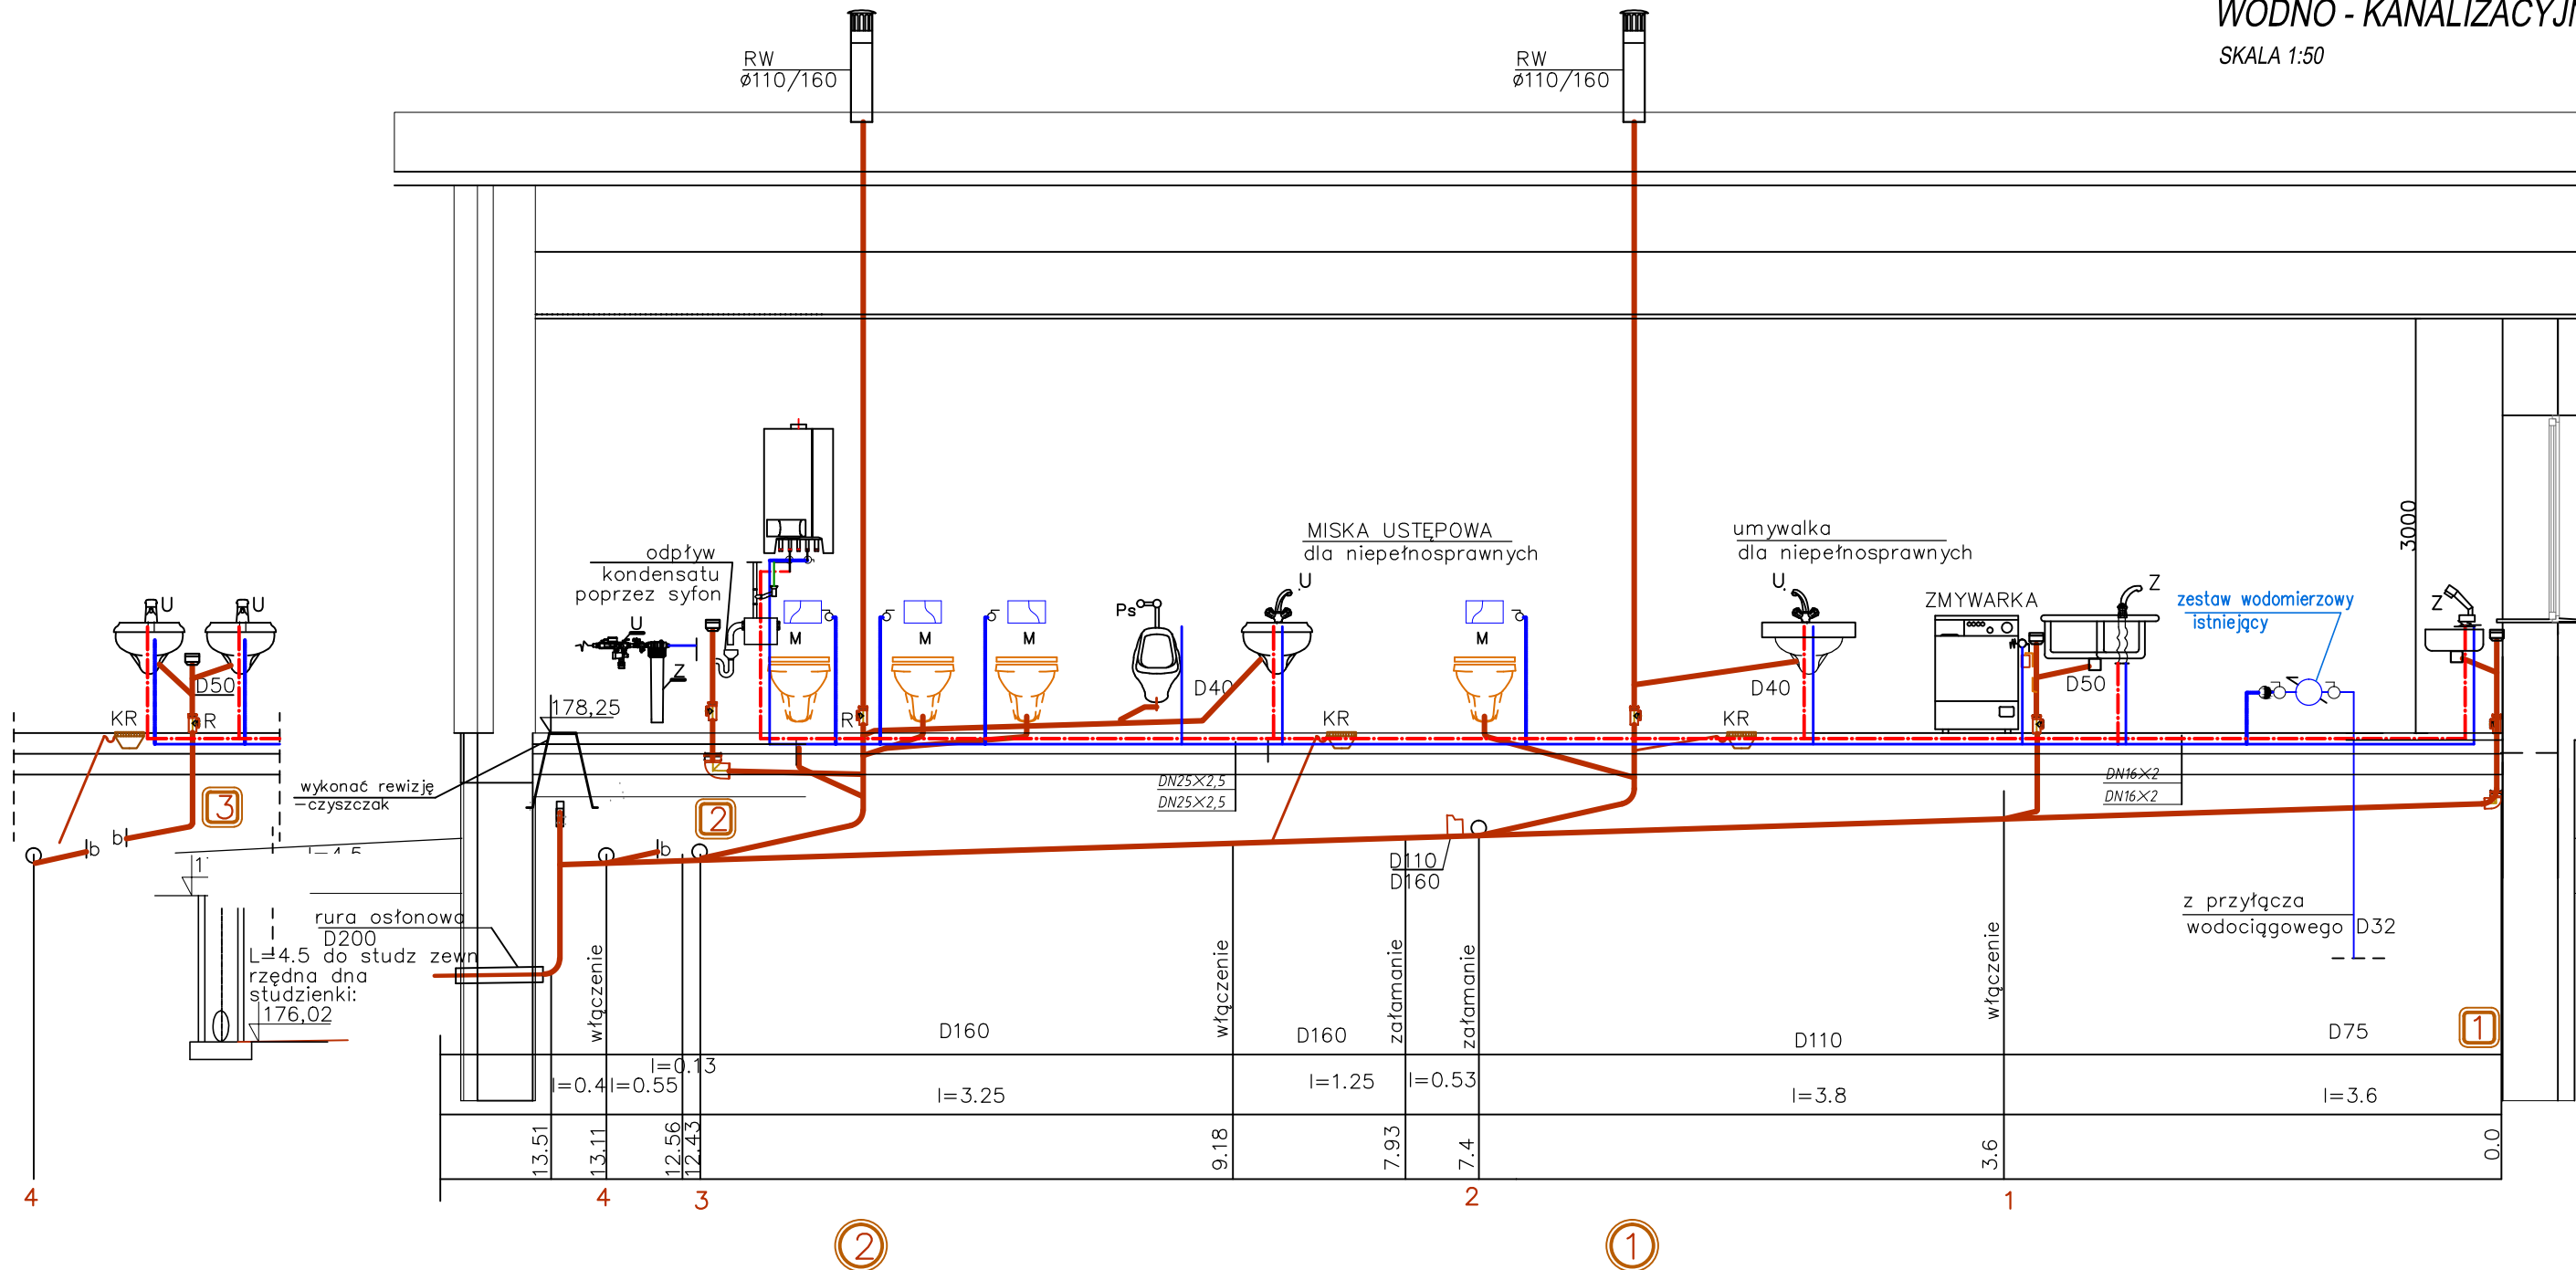 WODNO - KANALIZACYJN
SKALA 1:50
RW
ø110/160
RW
ø110/160
odpływ
kondensatu
poprzez syfon
MISKA USTĘPOWA
dla niepełnosprawnych
umywalka
dla niepełnosprawnych
3000
U
U
U
Z
M
M
M
Ps
U
M
U
ZMYWARKA
Z
zestaw wodomierzowy
istniejący
Z
D50
KR
R
178,25
R
D40
KR
D40
KR
D50
wykonać rewizję
-czyszczak
3
2
DN25X2,5
DN25X2,5
DN16X2
DN16X2
b
b
b
l=4.5
1
D110
D160
rura osłonowa
D200
L=4.5 do studz zewn
rzędna dna
studzienki:
176,02
z przyłącza
wodociągowego D32
włączenie
włączenie
załamanie
załamanie
włączenie
1
D160
D160
D110
D75
l=0.4
l=0.55
l=0.13
l=3.25
l=1.25
l=0.53
l=3.8
l=3.6
13.51
13.11
12.56
12.43
9.18
7.93
7.4
3.6
0.0
4
4
3
2
1
2
1